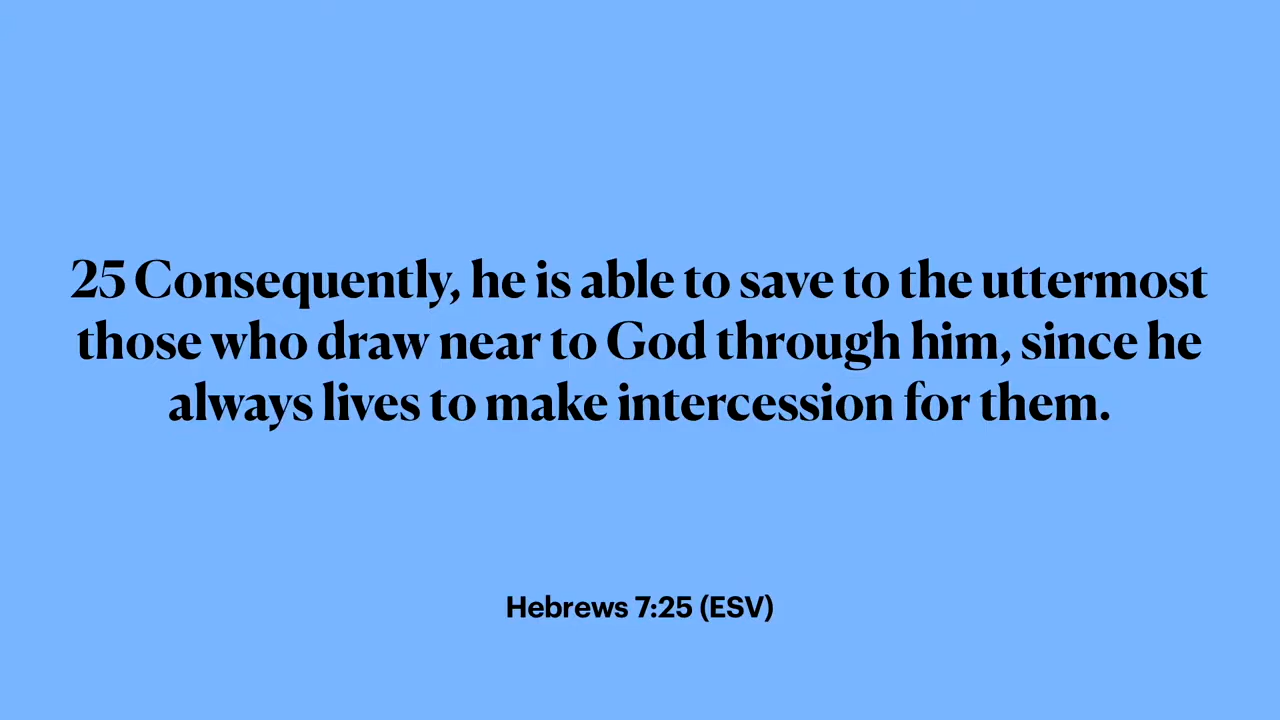 25 Consequently, he is able to save to the uttermost
those who draw near to God through him, since he
always lives to make intercession for them.
Hebrews 7:25 (ESV)